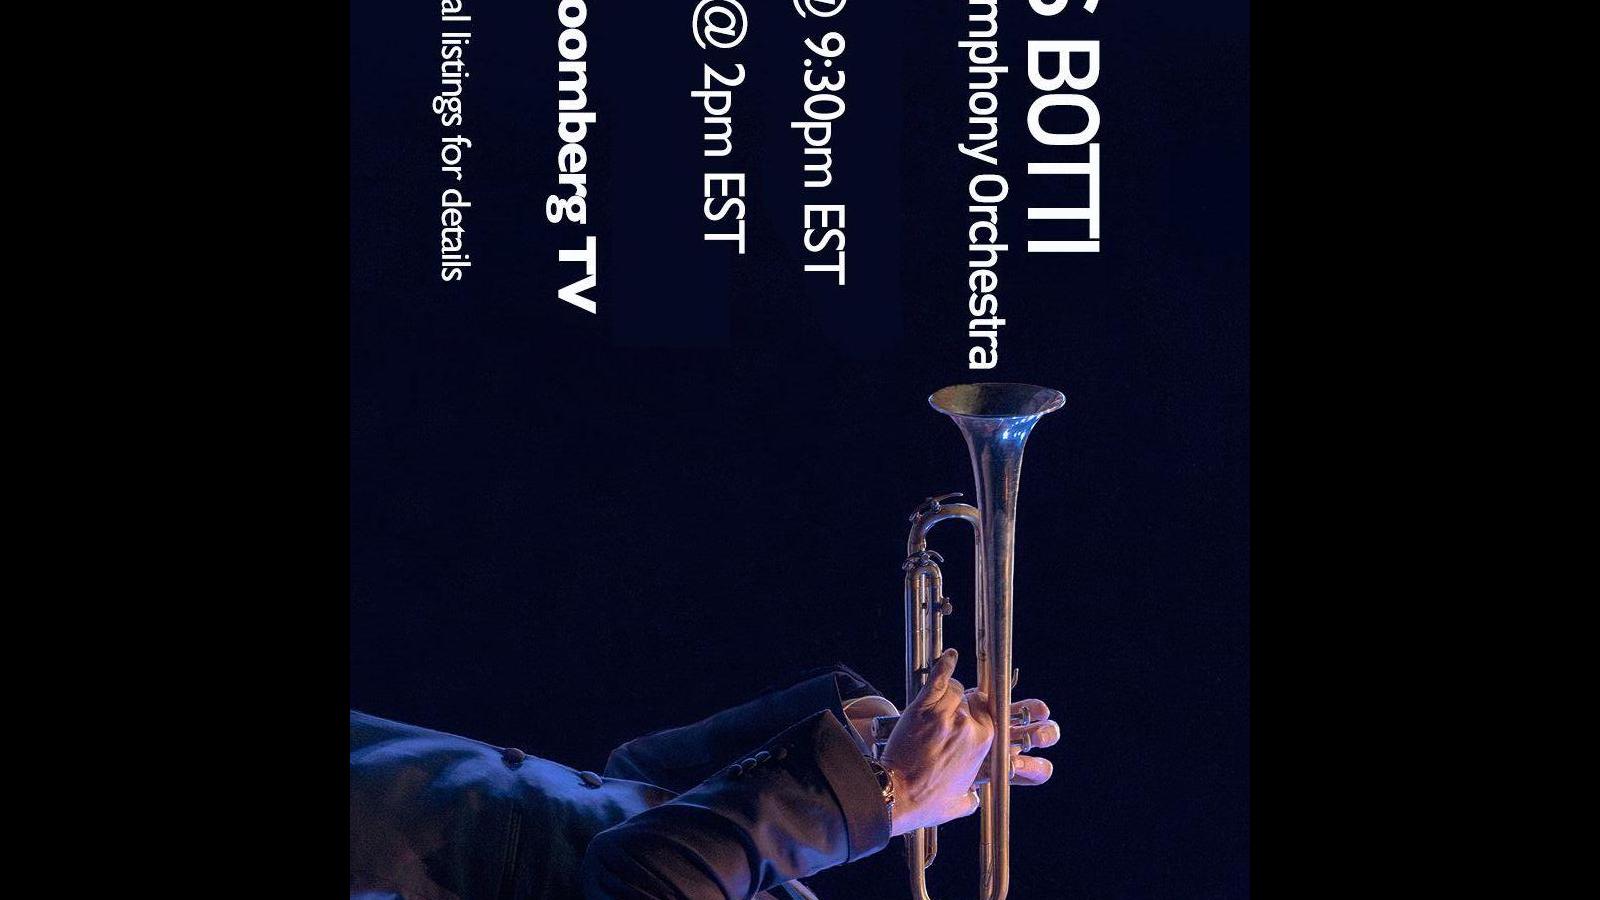 S BOTTI
mphony Orchestra
@ 9:30pm EST
@ 2pm EST
oomberg TV
al listings for details